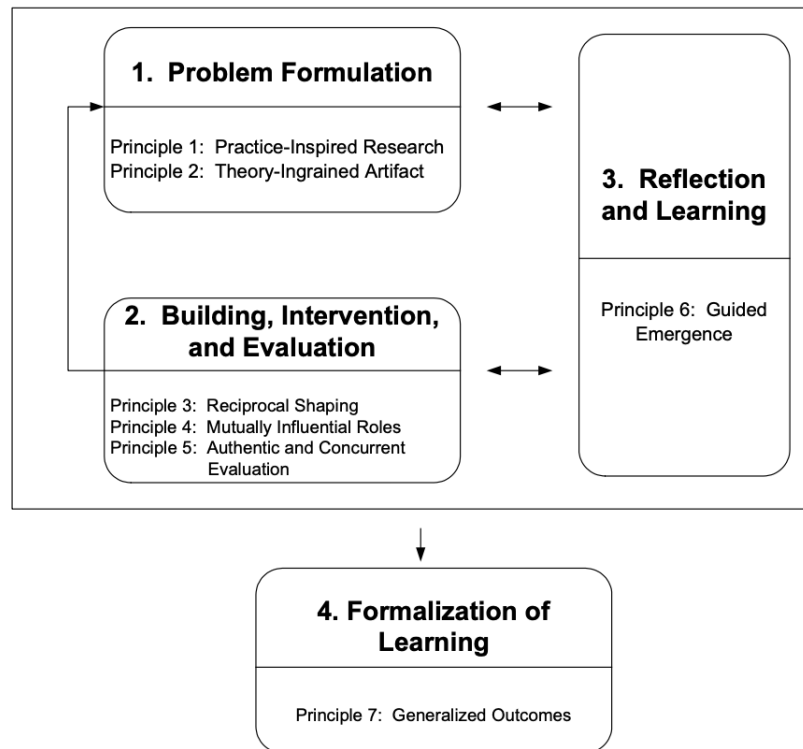 1. Problem Formulation
Principle 1: Practice-Inspired Research
Principle 2: Theory-Ingrained Artifact
2. Building, Intervention,
and Evaluation
Principle 3: Reciprocal Shaping
Principle 4: Mutually Influential Roles
Principle 5: Authentic and Concurrent
Evaluation
3. Reflection
and Learning
Principle 6: Guided
Emergence
4. Formalization of
Learning
Principle 7: Generalized Outcomes